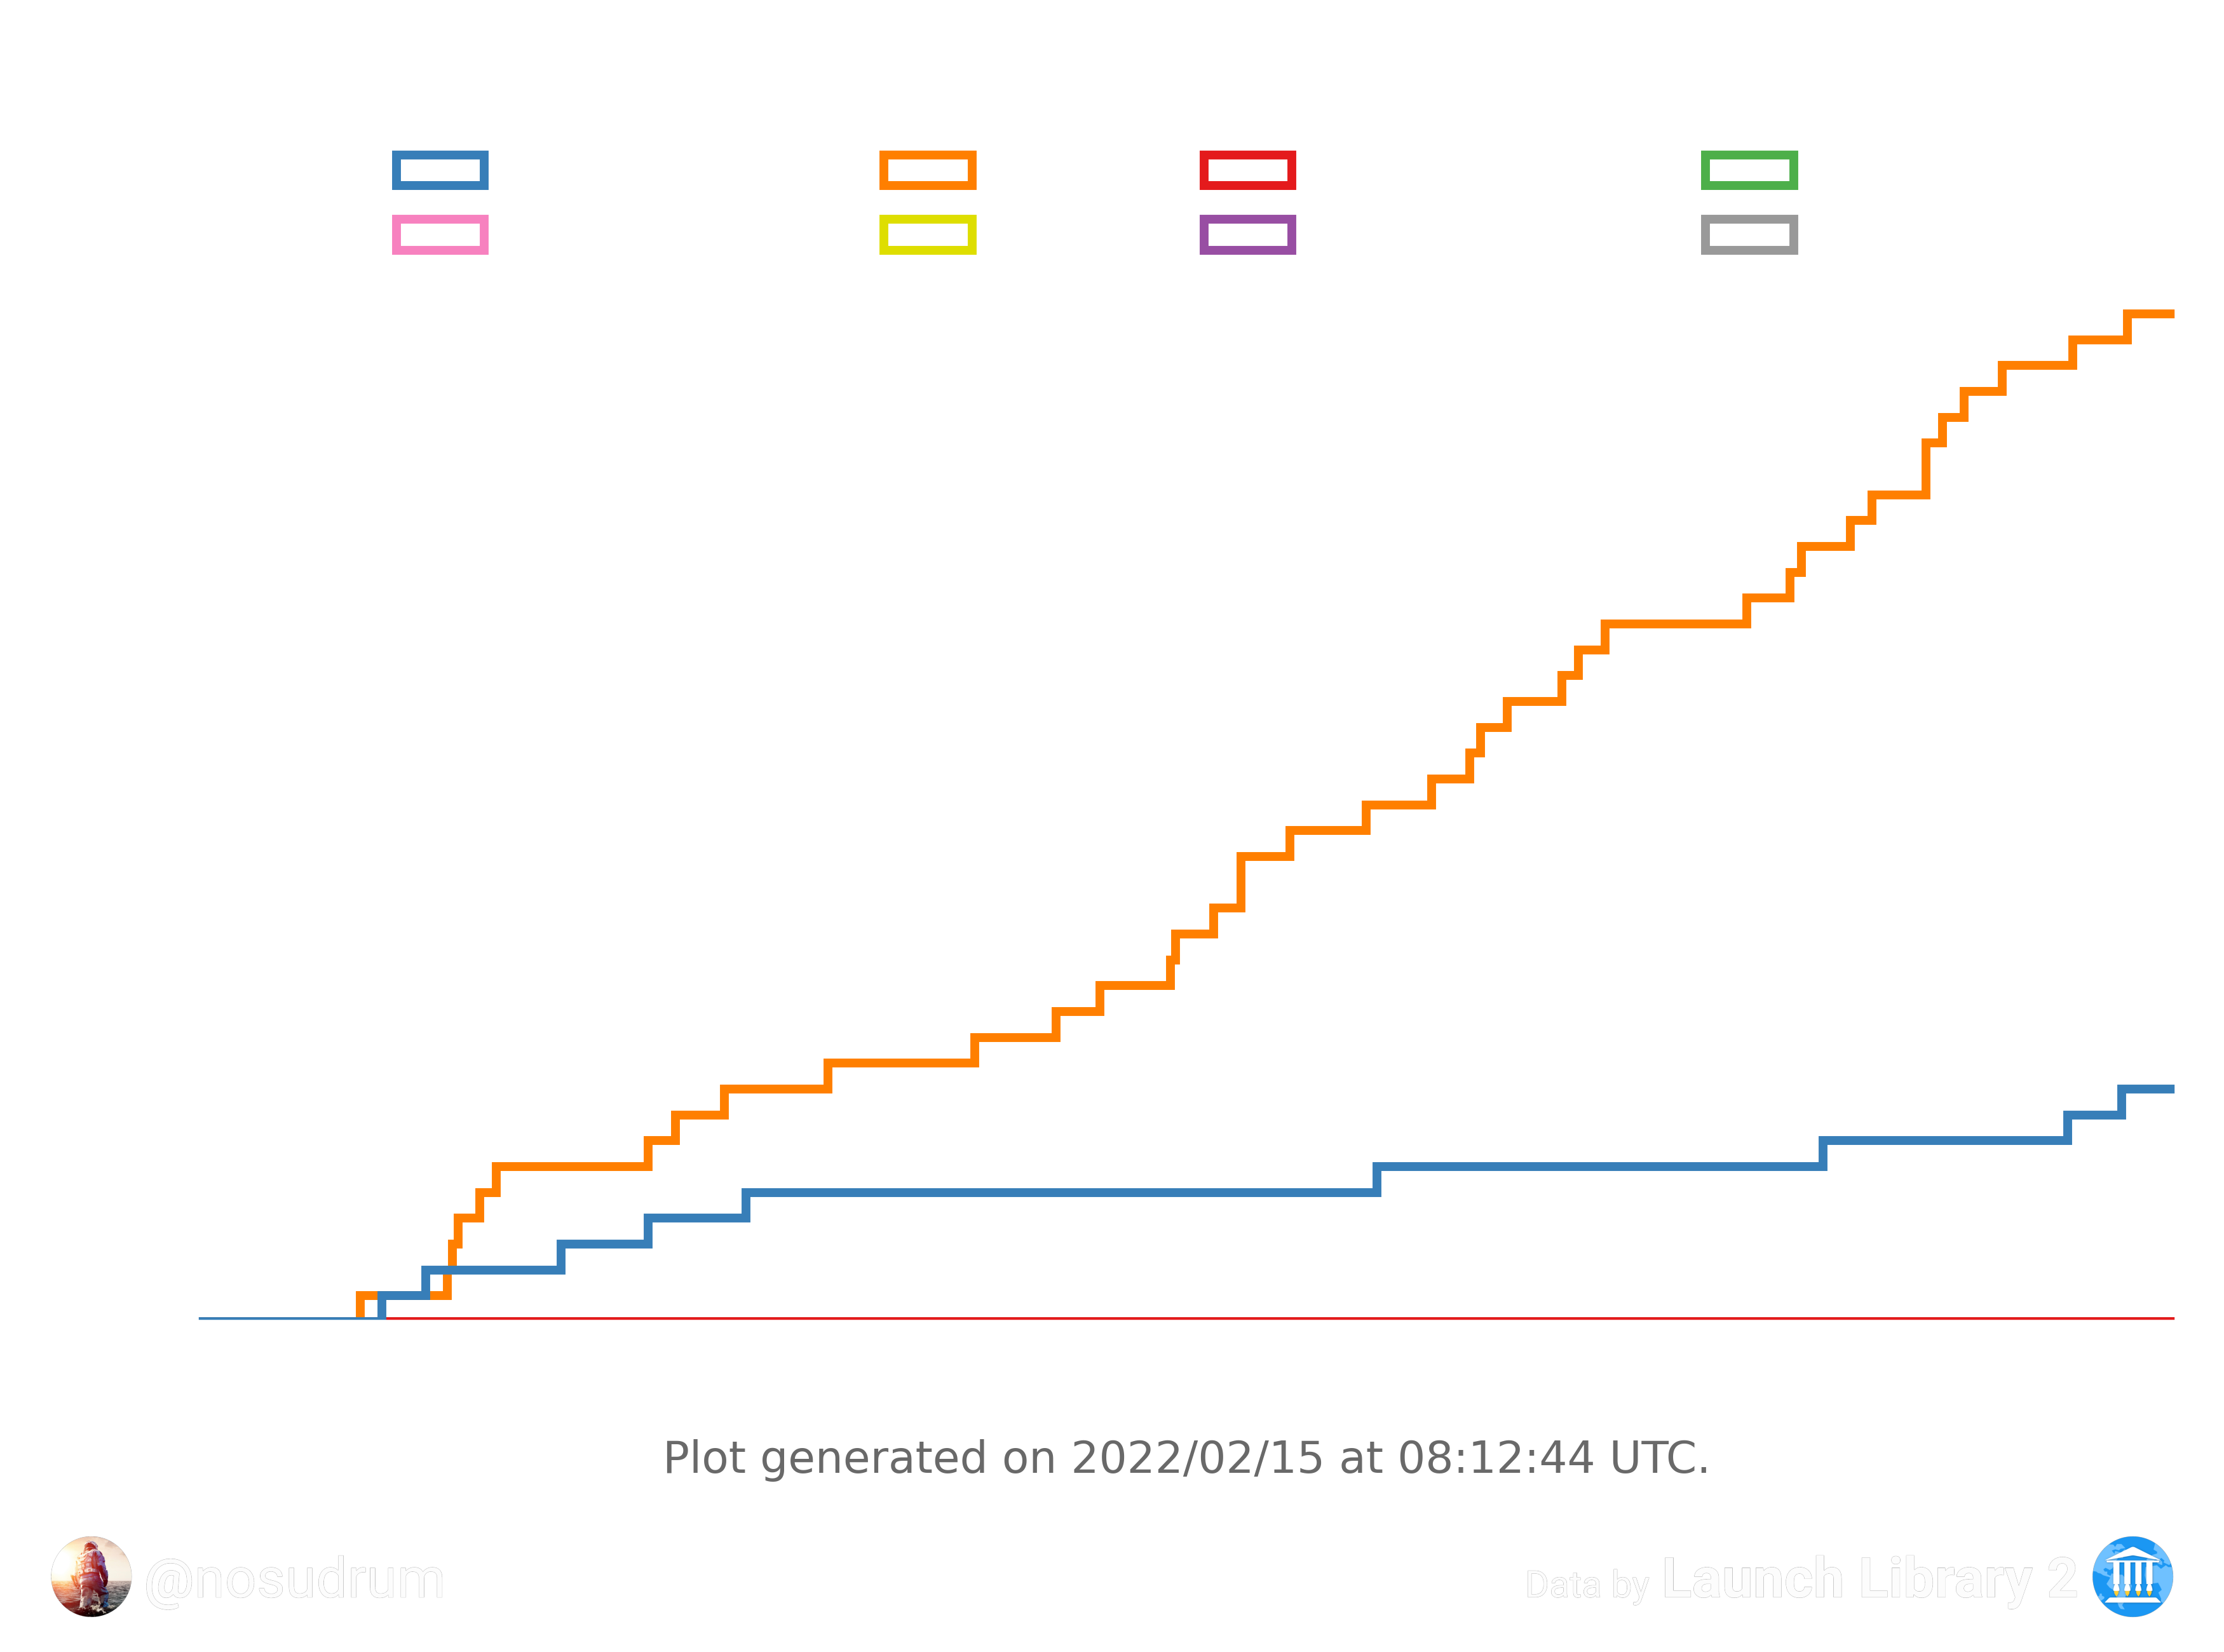 Plot generated on 2022/02/15 at 08:12:44 UTC.
@nosudrum
Data by Launch Library 2